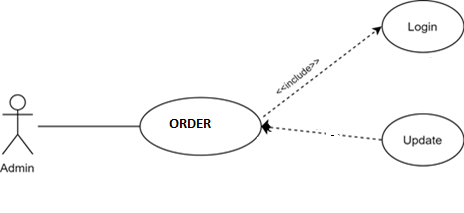 Login
<<include>>
ORDER
Update
Admin